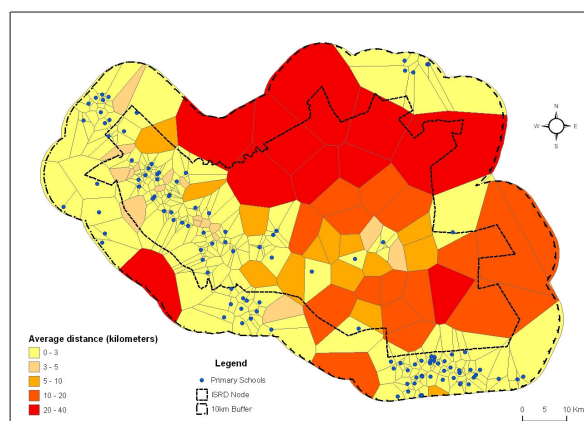 N
W E
S
Average distance (kilometers)
0 - 3
3 - 5
5 - 10
10 - 20
20 - 40
Legend
Primary Schools
ISRD Node
10km Buffer
0 5 10 Km